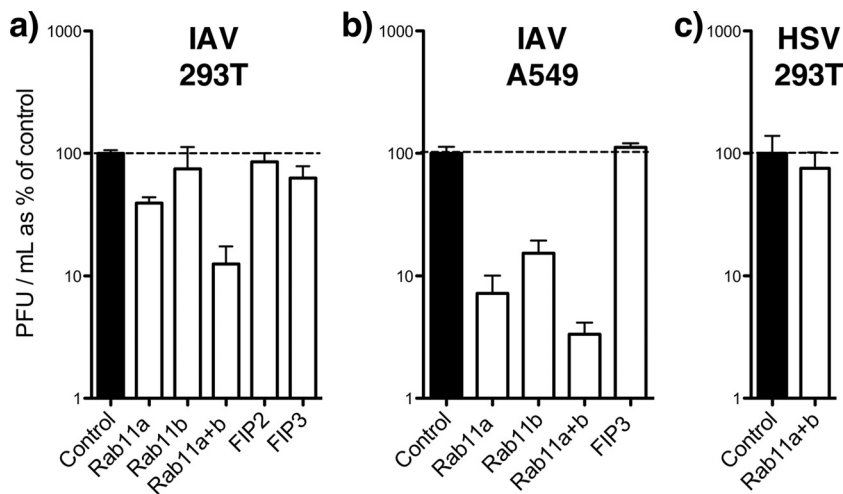 a)
IAV
293T
PFU / mL as % of control
1000
100
10
1
Control
Rab11a
Rab11b
Rab11a+b
FIP2
FIP3
b)
IAV
A549
1000
100
10
1
Control
Rab11a
Rab11b
Rab11a+b
FIP3
c)
HSV
293T
1000
100
10
1
Control
Rab11a+b